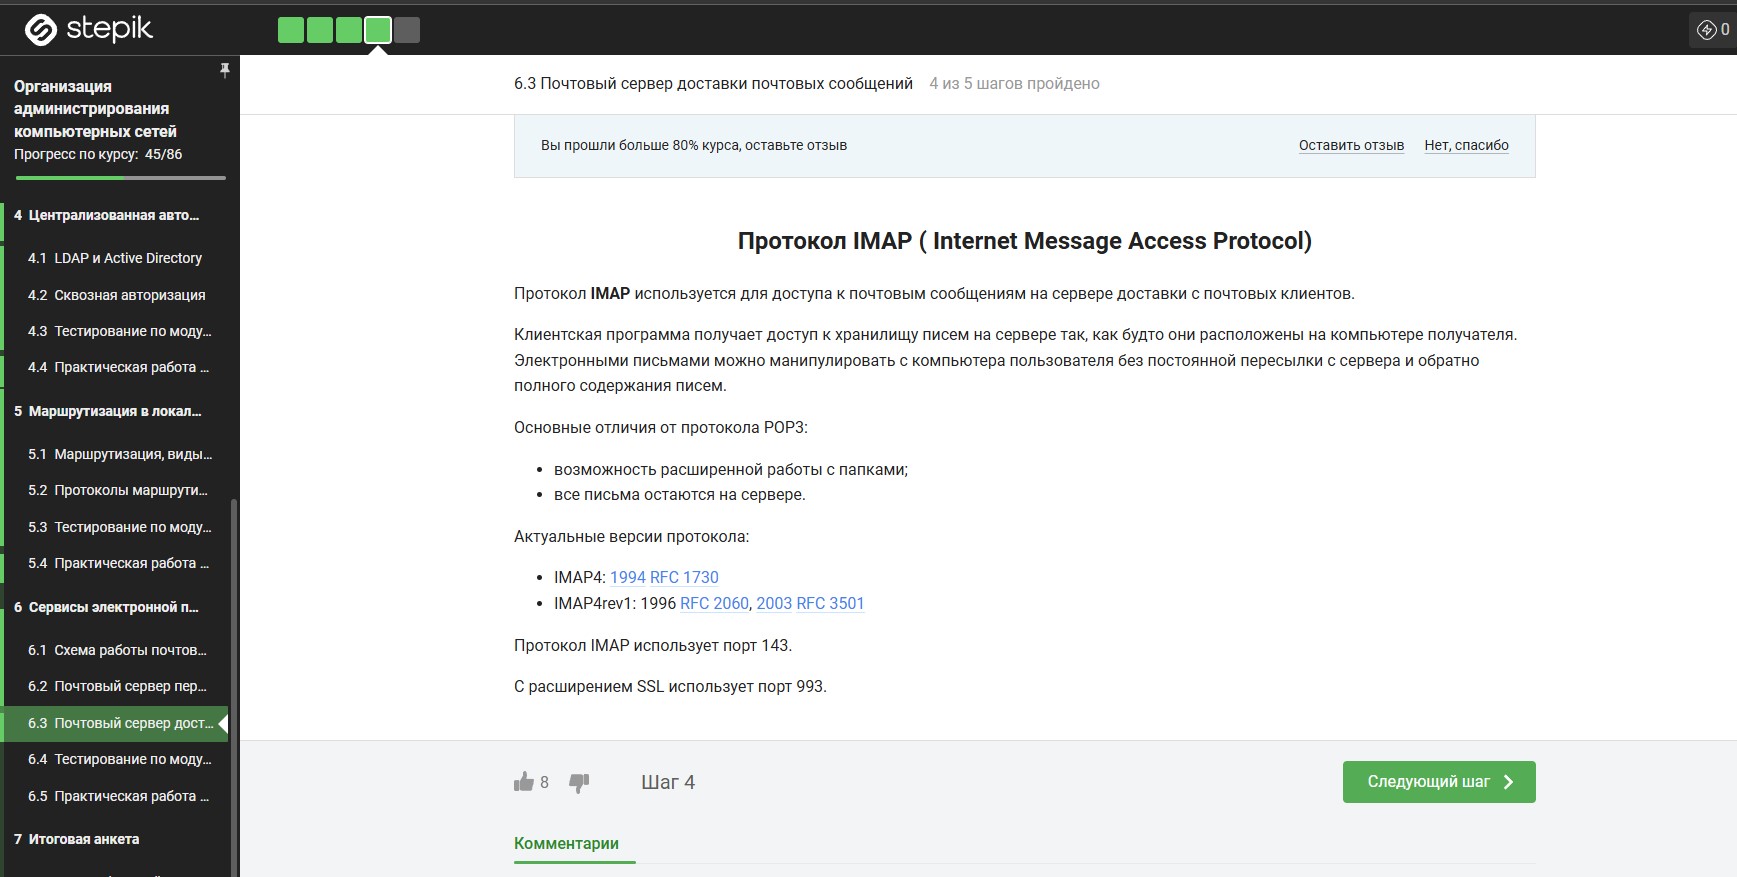 stepik
0
Организация
администрирования
компьютерных сетей
Прогресс по курсу: 45/86
4 Централизованная авто...
4.1 LDAP и Active Directory
4.2 Сквозная авторизация
4.3 Тестирование по моду...
4.4 Практическая работа ...
5 Маршрутизация в локал...
5.1 Маршрутизация, виды...
5.2 Протоколы маршрути...
5.3 Тестирование по моду...
5.4 Практическая работа ...
6 Сервисы электронной п...
6.1 Схема работы почтов...
6.2 Почтовый сервер пер...
6.3 Почтовый сервер дост...
6.4 Тестирование по моду...
6.5 Практическая работа ...
7 Итоговая анкета
6.3 Почтовый сервер доставки почтовых сообщений 4 из 5 шагов пройдено
Вы прошли больше 80% курса, оставьте отзыв Оставить отзыв Нет, спасибо
Протокол IMAP ( Internet Message Access Protocol)
Протокол IMAP используется для доступа к почтовым сообщениям на сервере доставки с почтовых клиентов.
Клиентская программа получает доступ к хранилищу писем на сервере так, как будто они расположены на компьютере получателя.
Электронными письмами можно манипулировать с компьютера пользователя без постоянной пересылки с сервера и обратно
полного содержания писем.
Основные отличия от протокола POP3:
• возможность расширенной работы с папками;
• все письма остаются на сервере.
Актуальные версии протокола:
• IMAP4: 1994 RFC 1730
• IMAP4rev1: 1996 RFC 2060, 2003 RFC 3501
Протокол IMAP использует порт 143.
С расширением SSL использует порт 993.
8 Шаг 4 Следующий шаг
Комментарии